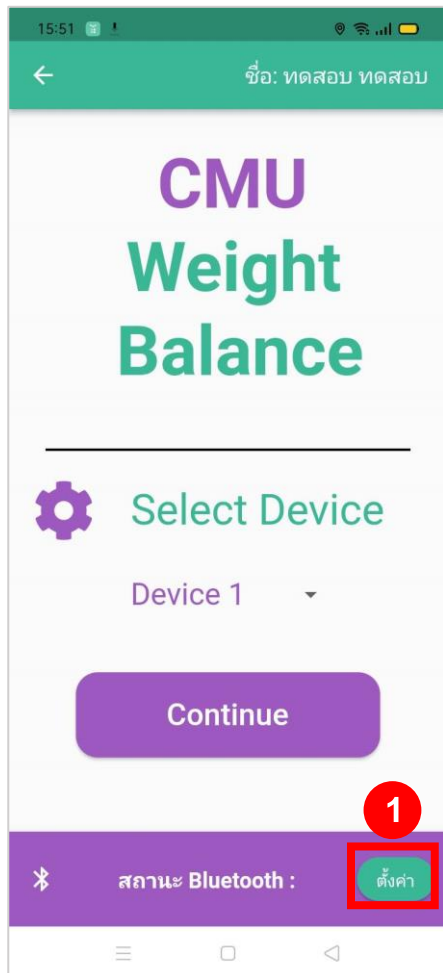 15:51
ชื่อ: ทดสอบ ทดสอบ
CMU
Weight
Balance
Select Device
Device 1
Continue
1
สถานะ Bluetooth : ตั้งค่า